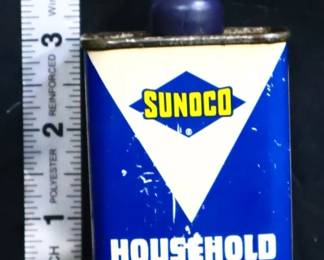 SUNOCO
®
HOUSEHOLD
1 2 3
POLYESTER REINFORCED